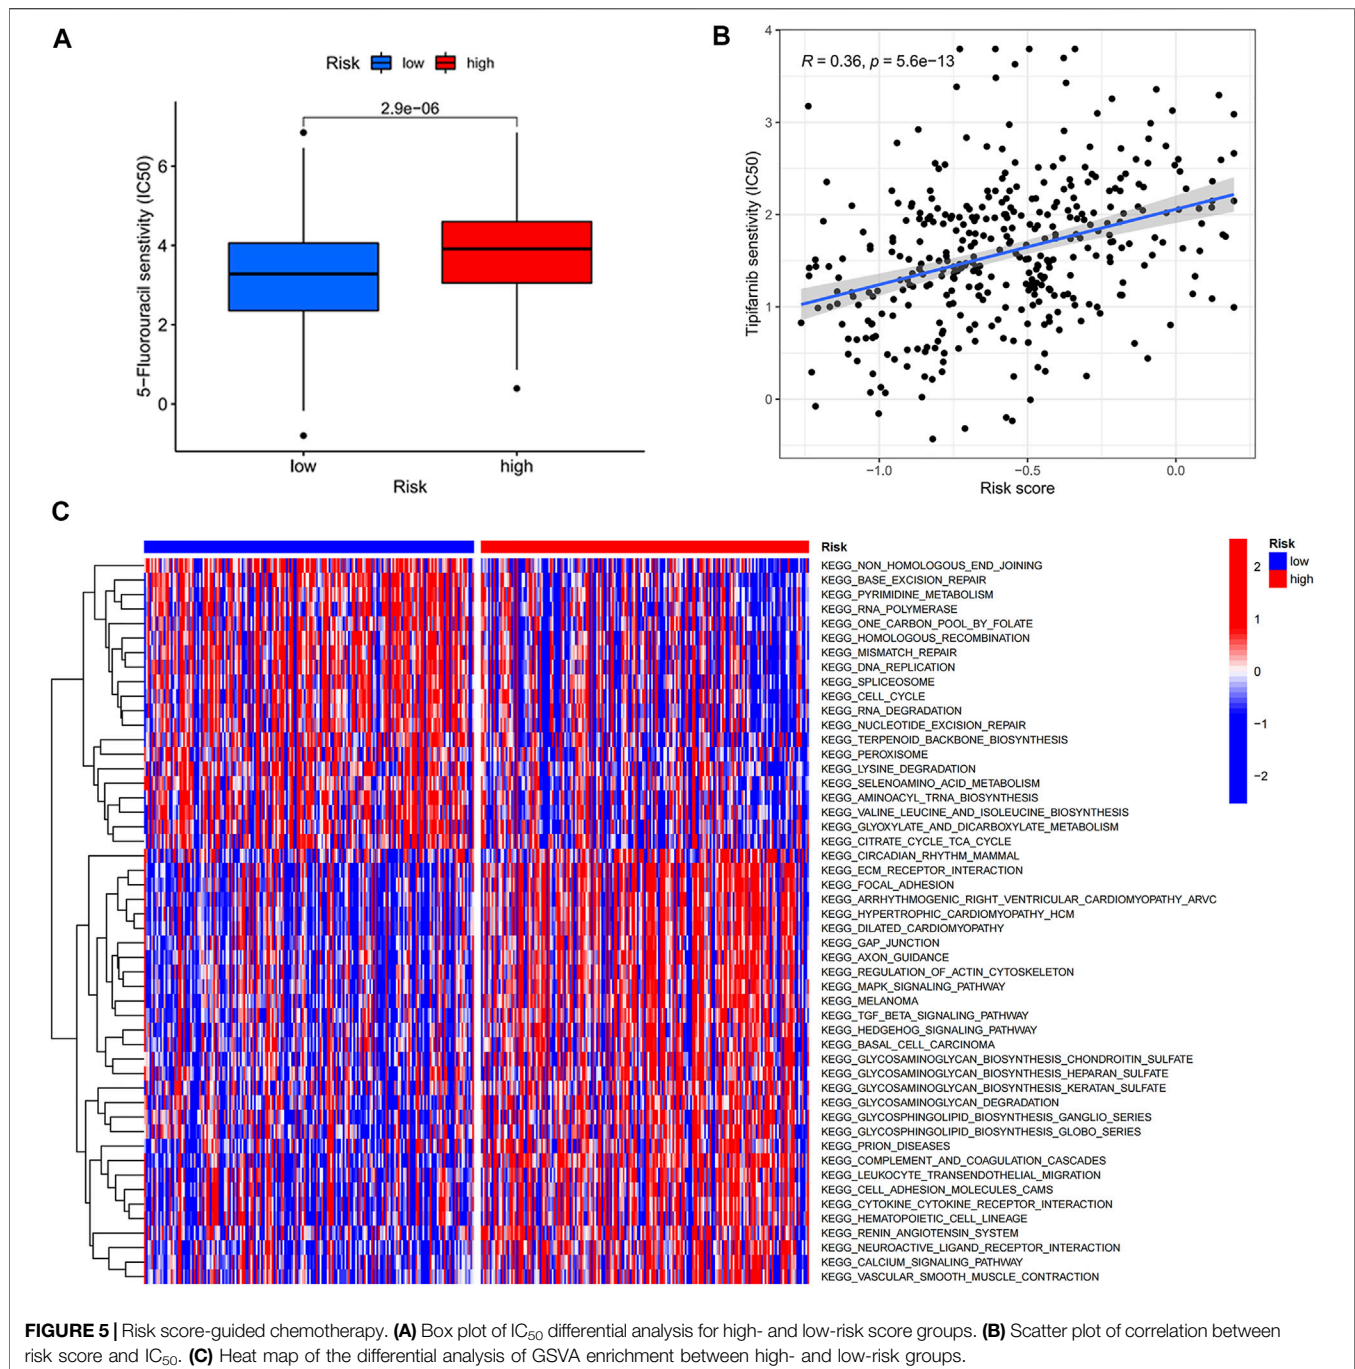 A
Risk low high
2.9e−06
5−Fluorouracil senstivity (IC50)
6
4
2
0
low high
Risk
B
R = 0.36, p = 5.6e−13
Tipifarnib senstivity (IC50)
4
3
2
1
0
−1.0 −0.5 0.0
Risk score
C
Risk
KEGG_NON_HOMOLOGOUS_END_JOINING
KEGG_BASE_EXCISION_REPAIR
KEGG_PYRIMIDINE_METABOLISM
KEGG_RNA_POLYMERASE
KEGG_ONE_CARBON_POOL_BY_FOLATE
KEGG_HOMOLOGOUS_RECOMBINATION
KEGG_MISMATCH_REPAIR
KEGG_DNA_REPLICATION
KEGG_SPLICEOSOME
KEGG_CELL_CYCLE
KEGG_RNA_DEGRADATION
KEGG_NUCLEOTIDE_EXCISION_REPAIR
KEGG_TERPENOID_BACKBONE_BIOSYNTHESIS
KEGG_PEROXISOME
KEGG_LYSINE_DEGRADATION
KEGG_SELENOAMINO_ACID_METABOLISM
KEGG_AMINOACYL_TRNA_BIOSYNTHESIS
KEGG_VALINE_LEUCINE_AND_ISOLEUCINE_BIOSYNTHESIS
KEGG_GLYOXYLATE_AND_DICARBOXYLATE_METABOLISM
KEGG_CITRATE_CYCLE_TCA_CYCLE
KEGG_CIRCADIAN_RHYTHM_MAMMAL
KEGG_ECM_RECEPTOR_INTERACTION
KEGG_FOCAL_ADHESION
KEGG_ARRHYTHMOGENIC_RIGHT_VENTRICULAR_CARDIOMYOPATHY_ARVC
KEGG_HYPERTROPHIC_CARDIOMYOPATHY_HCM
KEGG_DILATED_CARDIOMYOPATHY
KEGG_GAP_JUNCTION
KEGG_AXON_GUIDANCE
KEGG_REGULATION_OF_ACTIN_CYTOSKELETON
KEGG_MAPK_SIGNALING_PATHWAY
KEGG_MELANOMA
KEGG_TGF_BETA_SIGNALING_PATHWAY
KEGG_HEDGEHOG_SIGNALING_PATHWAY
KEGG_BASAL_CELL_CARCINOMA
KEGG_GLYCOSAMINOGLYCAN_BIOSYNTHESIS_CHONDROITIN_SULFATE
KEGG_GLYCOSAMINOGLYCAN_BIOSYNTHESIS_HEPARAN_SULFATE
KEGG_GLYCOSAMINOGLYCAN_BIOSYNTHESIS_KERATAN_SULFATE
KEGG_GLYCOSAMINOGLYCAN_DEGRADATION
KEGG_GLYCOSPHINGOLIPID_BIOSYNTHESIS_GANGLIO_SERIES
KEGG_GLYCOSPHINGOLIPID_BIOSYNTHESIS_GLOBO_SERIES
KEGG_PRION_DISEASES
KEGG_COMPLEMENT_AND_COAGULATION_CASCADES
KEGG_LEUKOCYTE_TRANSENDOTHELIAL_MIGRATION
KEGG_CELL_ADHESION_MOLECULES_CAMS
KEGG_CYTOKINE_CYTOKINE_RECEPTOR_INTERACTION
KEGG_HEMATOPOIETIC_CELL_LINEAGE
KEGG_RENIN_ANGIOTENSIN_SYSTEM
KEGG_NEUROACTIVE_LIGAND_RECEPTOR_INTERACTION
KEGG_CALCIUM_SIGNALING_PATHWAY
KEGG_VASCULAR_SMOOTH_MUSCLE_CONTRACTION
2
1
0
−1
−2
Risk
low
high
FIGURE 5 | Risk score-guided chemotherapy. (A) Box plot of IC50 differential analysis for high- and low-risk score groups. (B) Scatter plot of correlation between
risk score and IC50. (C) Heat map of the differential analysis of GSVA enrichment between high- and low-risk groups.